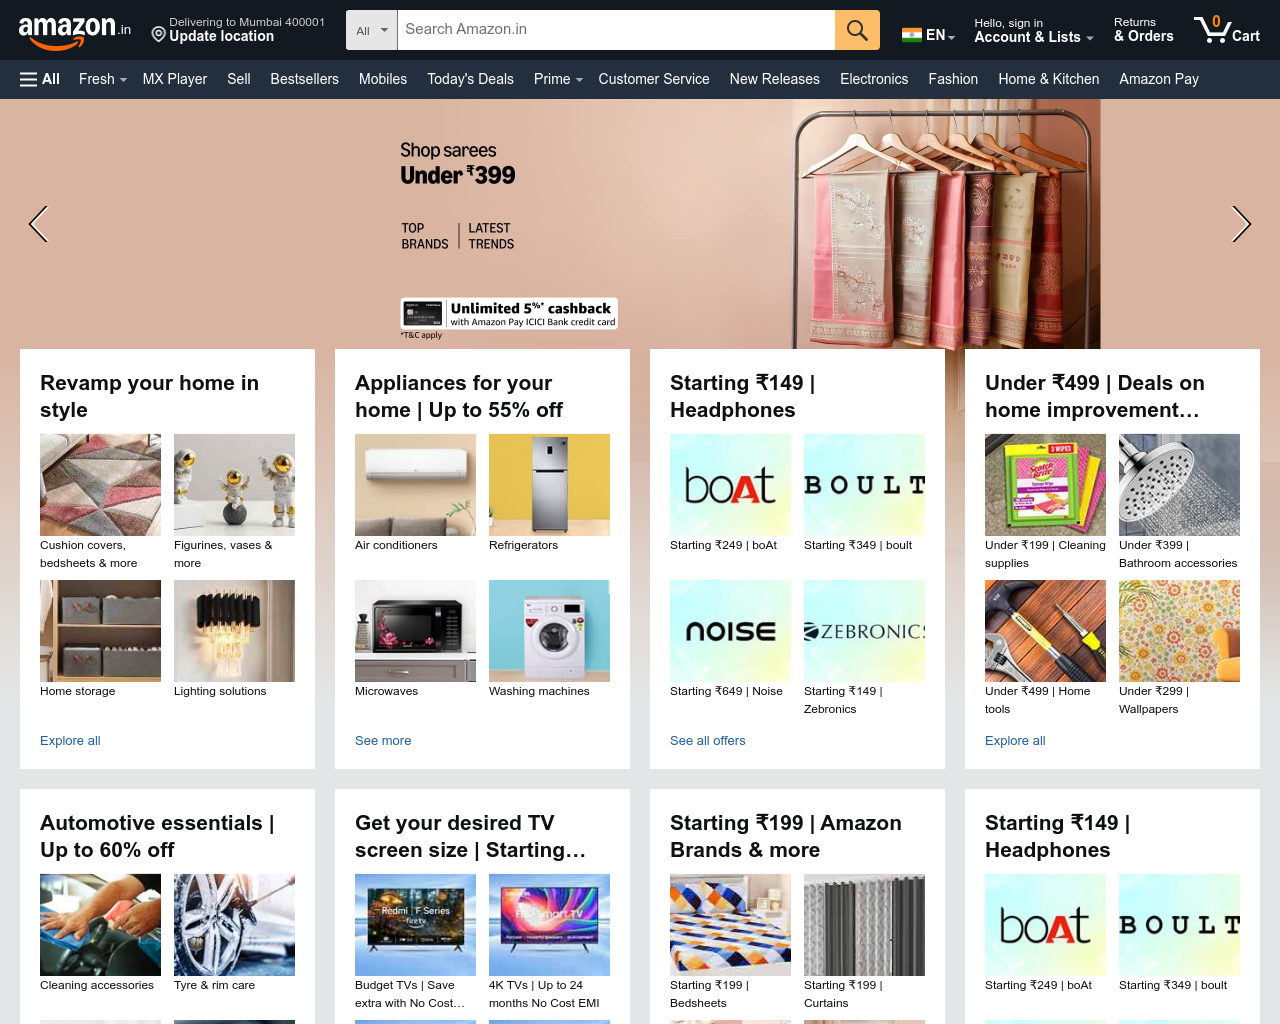 amazon.in
Delivering to Mumbai 400001
Update location
All
Search Amazon.in
EN
Hello, sign in
Account & Lists
Returns
& Orders
0
Cart
All
Fresh
MX Player
Sell
Bestsellers
Mobiles
Today's Deals
Prime
Customer Service
New Releases
Electronics
Fashion
Home & Kitchen
Amazon Pay
Shop sarees
Under ₹399
TOP BRANDS
LATEST TRENDS
Unlimited 5%* cashback
with Amazon Pay ICICI Bank credit card
*T&C apply
Revamp your home in
style
Cushion covers,
bedsheets & more
Figurines, vases &
more
Home storage
Lighting solutions
Explore all
Appliances for your
home | Up to 55% off
Air conditioners
Refrigerators
Microwaves
Washing machines
See more
Starting ₹149 |
Headphones
boAt
BOULT
Starting ₹249 | boAt
Starting ₹349 | boult
NOISE
ZEBRONICS
Starting ₹649 | Noise
Starting ₹149 |
Zebronics
See all offers
Under ₹499 | Deals on
home improvement…
3 WIPES
Scotch
Brite
Under ₹199 | Cleaning
supplies
Under ₹399 |
Bathroom accessories
Under ₹499 | Home
tools
Under ₹299 |
Wallpapers
Explore all
Automotive essentials |
Up to 60% off
Cleaning accessories
Tyre & rim care
Get your desired TV
screen size | Starting…
Redmi | F Series
firetv
Smart TV
Budget TVs | Save
extra with No Cost…
4K TVs | Up to 24
months No Cost EMI
Starting ₹199 | Amazon
Brands & more
Starting ₹199 |
Bedsheets
Starting ₹199 |
Curtains
Starting ₹149 |
Headphones
boAt
BOULT
Starting ₹249 | boAt
Starting ₹349 | boult